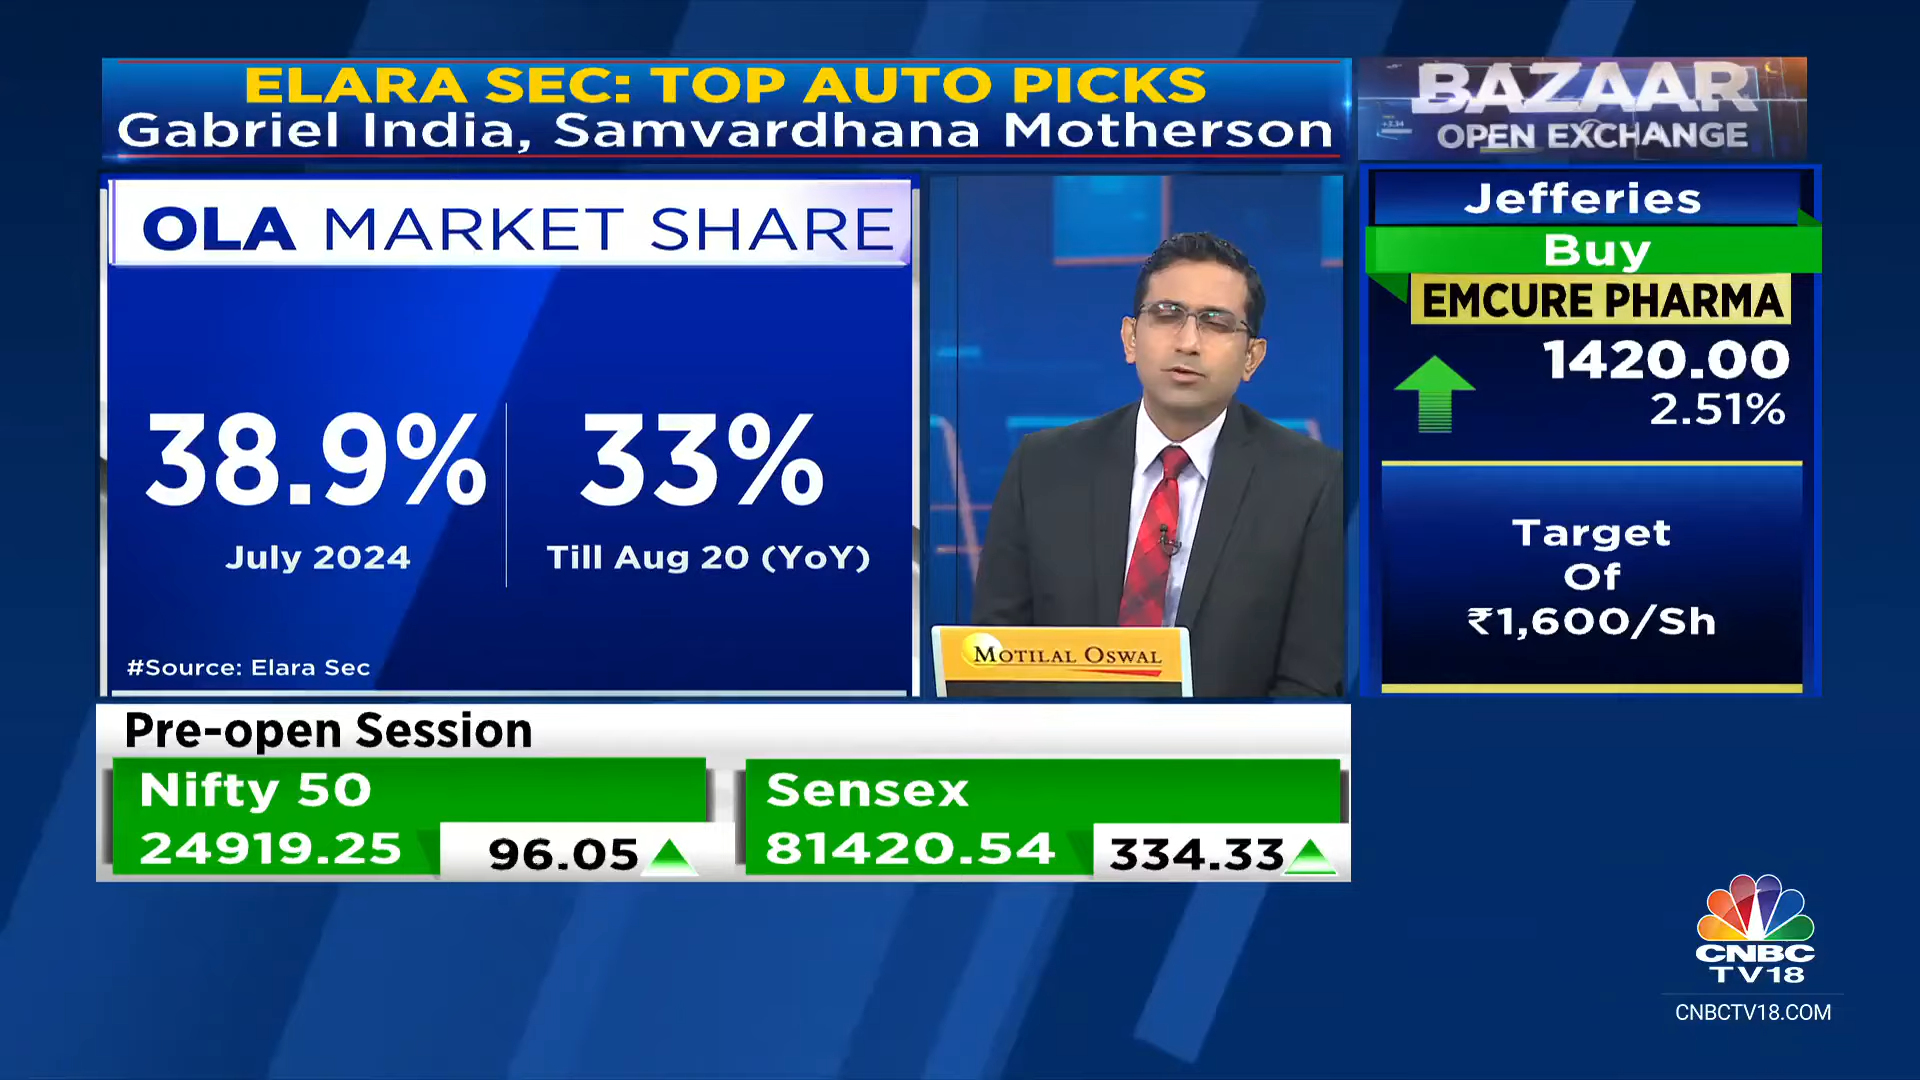 ELARA SEC: TOP AUTO PICKS
Gabriel India, Samvardhana Motherson
BAZAAR
OPEN EXCHANGE
OLA MARKET SHARE
38.9%
July 2024
33%
Till Aug 20 (YoY)
#Source: Elara Sec
MOTILAL OSWAL
Jefferies
Buy
EMCURE PHARMA
1420.00
2.51%
Target
Of
₹1,600/Sh
Pre-open Session
Nifty 50
24919.25 96.05
Sensex
81420.54 334.33
CNBC
TV18
CNBCTV18.COM